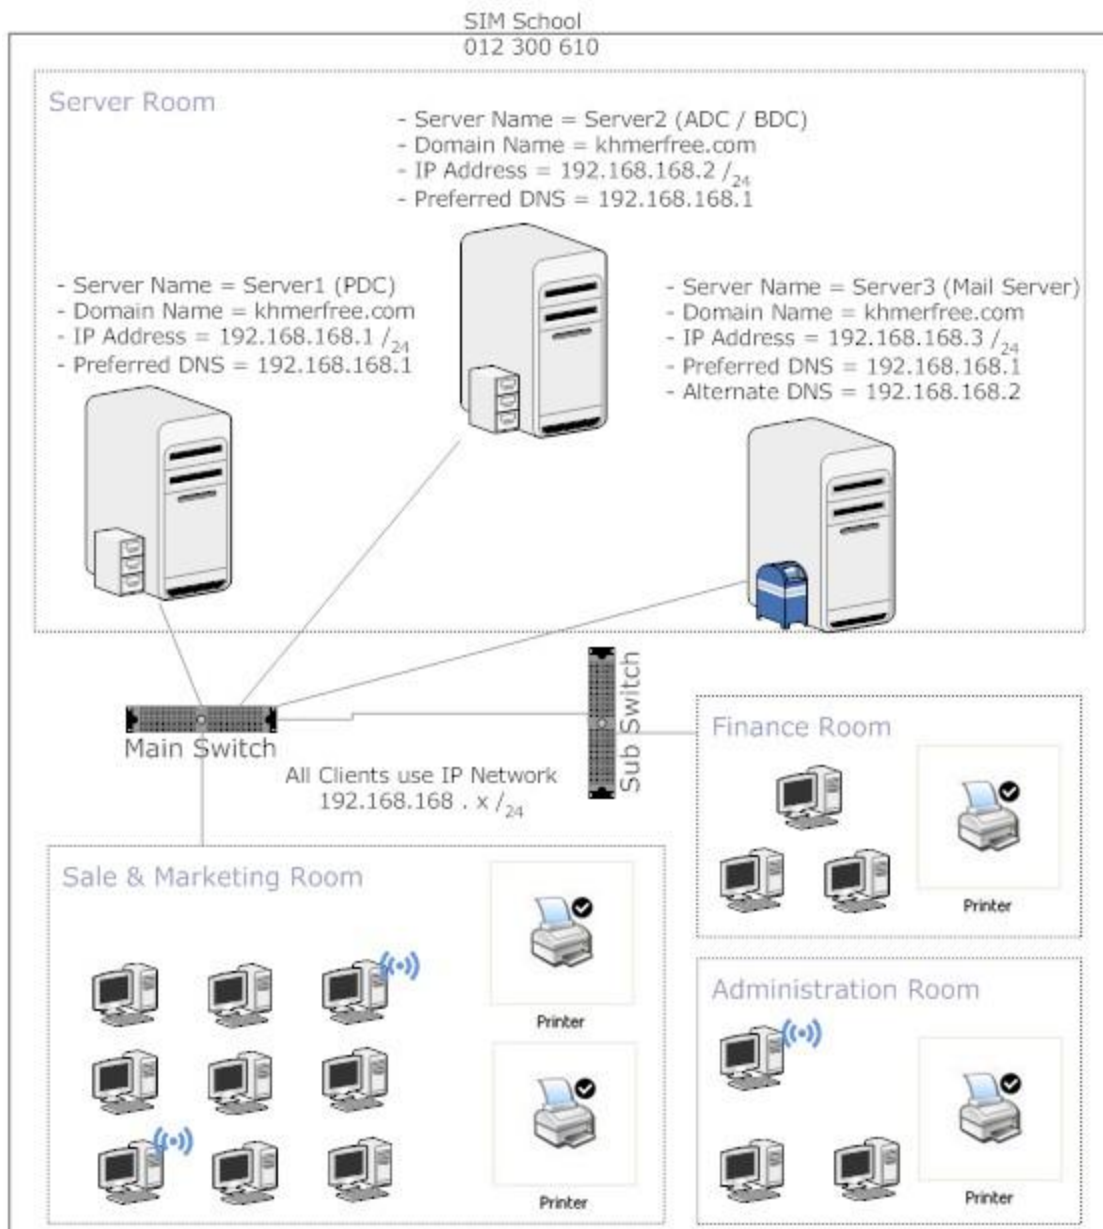 SIM School
012 300 610
Server Room
- Server Name = Server2 (ADC / BDC)
- Domain Name = khmerfree.com
- IP Address = 192.168.168.2 /24
- Preferred DNS = 192.168.168.1
- Server Name = Server1 (PDC)
- Domain Name = khmerfree.com
- IP Address = 192.168.168.1 /24
- Preferred DNS = 192.168.168.1
- Server Name = Server3 (Mail Server)
- Domain Name = khmerfree.com
- IP Address = 192.168.168.3 /24
- Preferred DNS = 192.168.168.1
- Alternate DNS = 192.168.168.2
Main Switch
Sub Switch
All Clients use IP Network
192.168.168 . x /24
Finance Room
Printer
Sale & Marketing Room
Printer
Printer
Administration Room
Printer